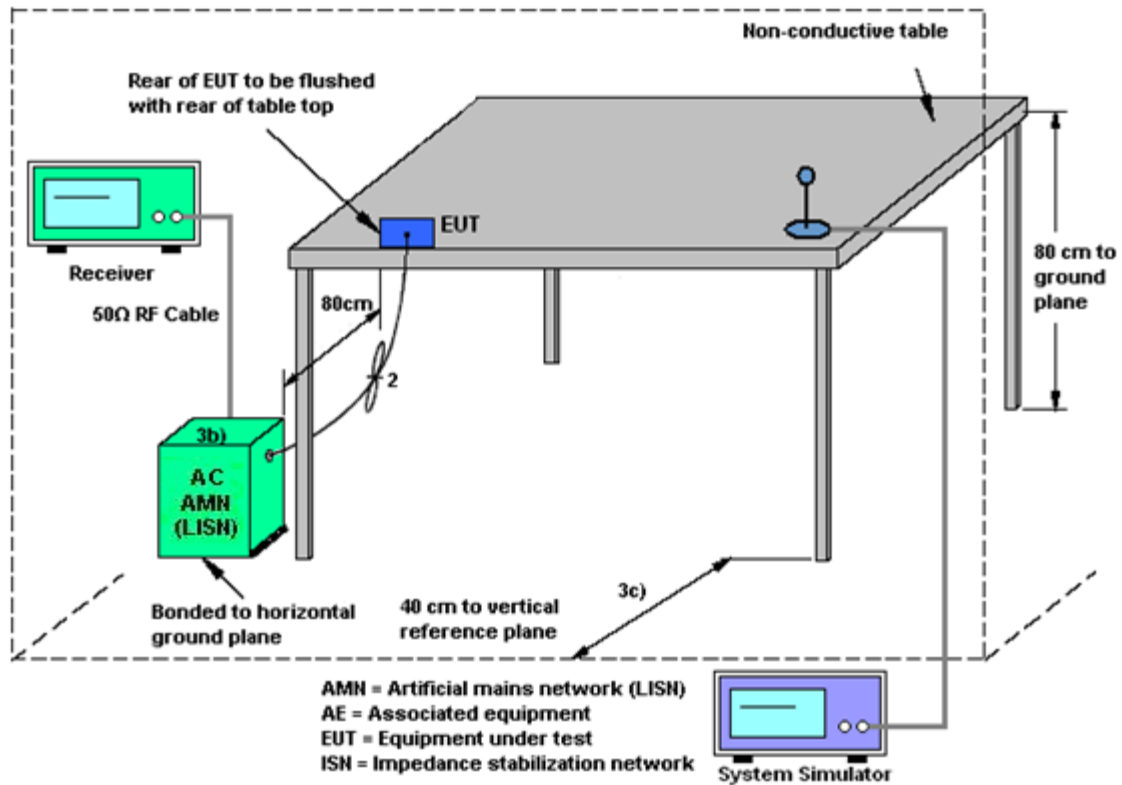 Non-conductive table
Rear of EUT to be flushed
with rear of table top
EUT
Receiver
80cm
80 cm to
ground
plane
50Ω RF Cable
2
3b)
AC
AMN
(LISN)
3c)
Bonded to horizontal
ground plane
40 cm to vertical
reference plane
AMN = Artificial mains network (LISN)
AE = Associated equipment
EUT = Equipment under test
ISN = Impedance stabilization network
System Simulator